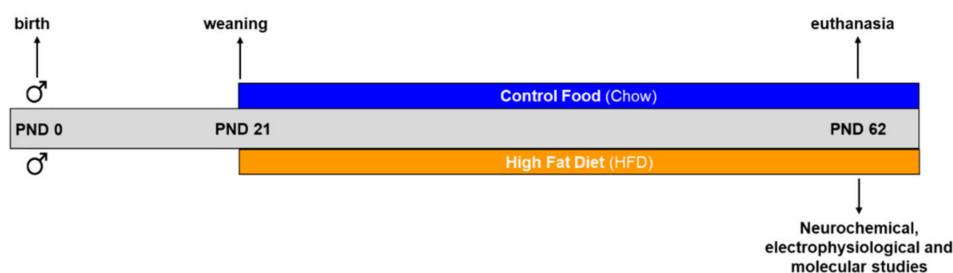 birth
weaning
euthanasia
Control Food (Chow)
PND 0
PND 21
PND 62
High Fat Diet (HFD)
Neurochemical,
electrophysiological and
molecular studies